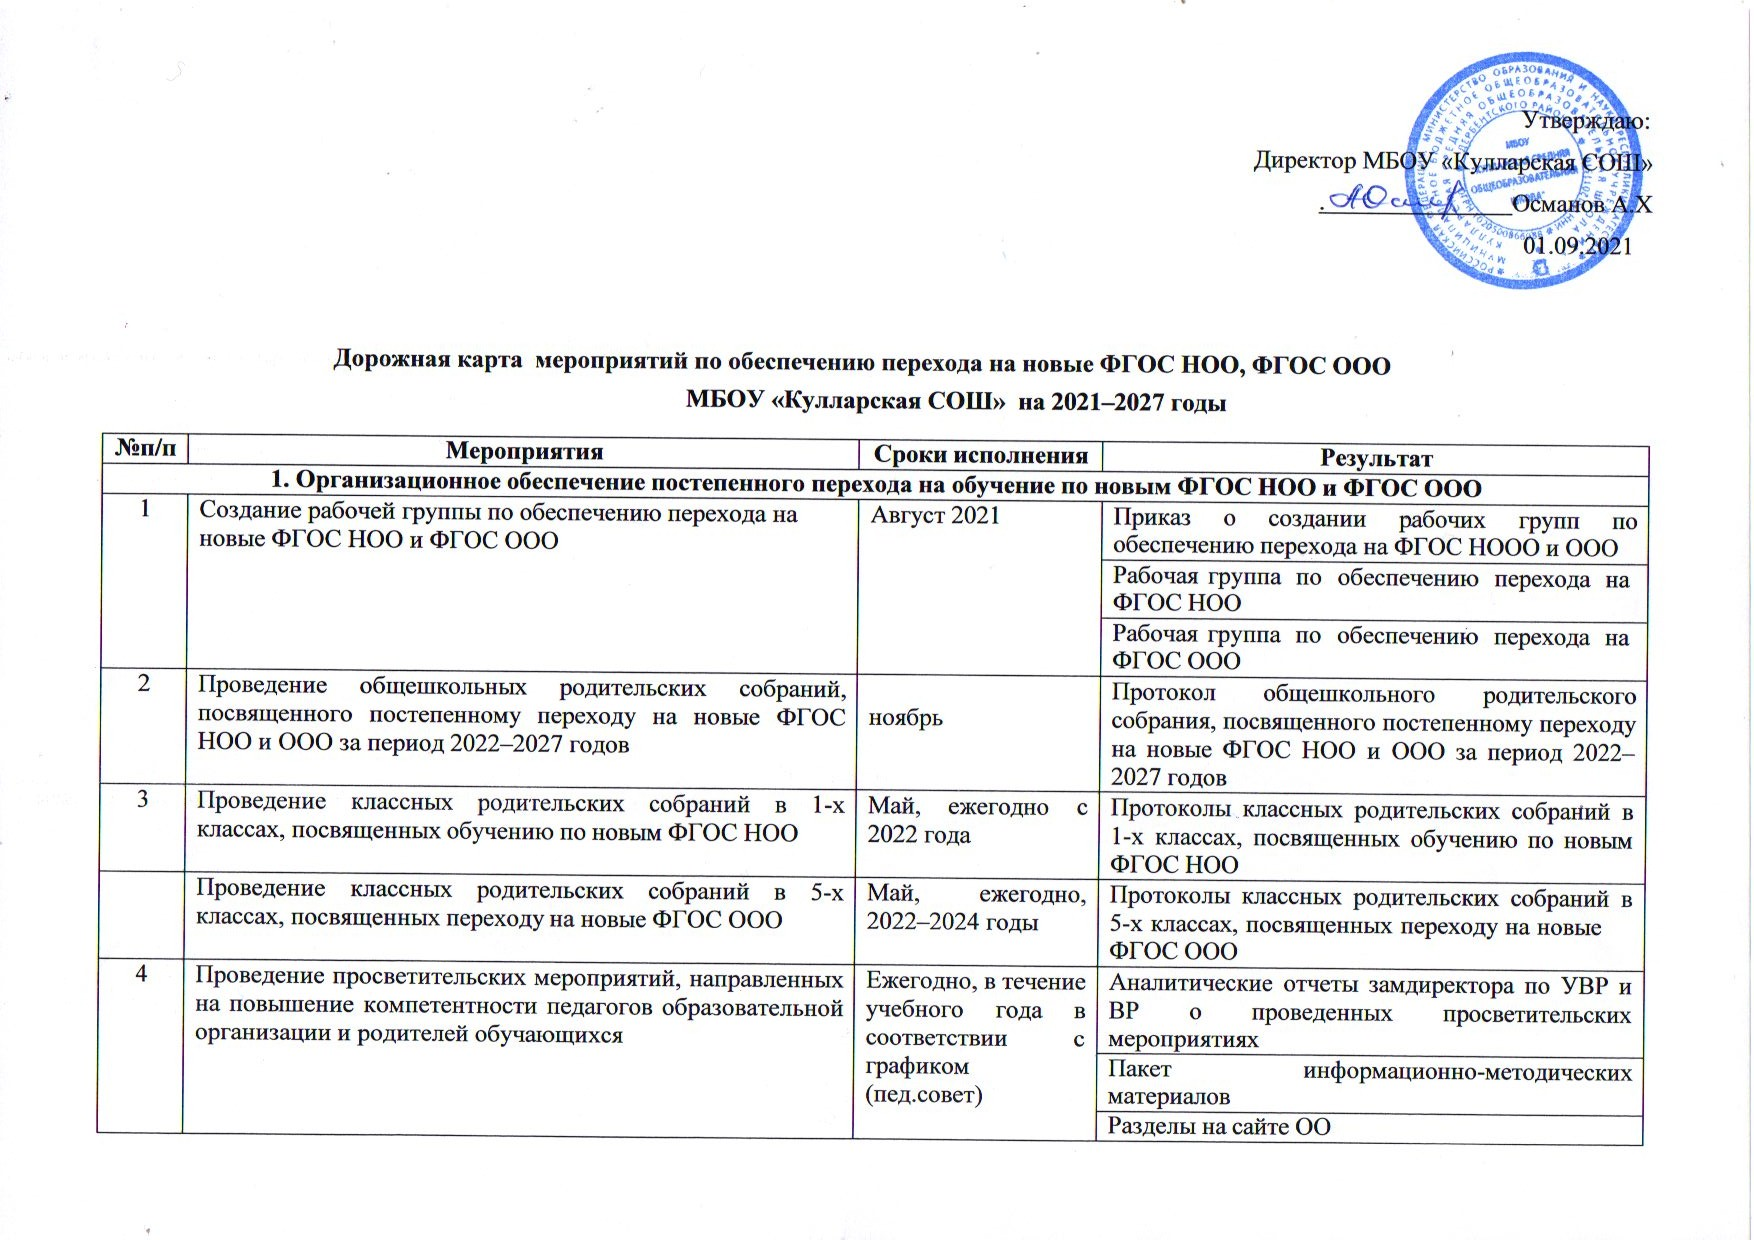 Утверждаю:
Директор МБОУ «Кулларская СОШ»
Османов А.Х
01.09.2021
МБОУ
ОБЩЕОБРАЗОВАТЕЛЬНАЯ
Дорожная карта мероприятий по обеспечению перехода на новые ФГОС НОО, ФГОС ООО
МБОУ «Кулларская СОШ» на 2021–2027 годы
№п/п Мероприятия Сроки исполнения Результат
1. Организационное обеспечение постепенного перехода на обучение по новым ФГОС НОО и ФГОС ООО
1
Создание рабочей группы по обеспечению перехода на
новые ФГОС НОО и ФГОС ООО
Август 2021
Приказ о создании рабочих групп по
обеспечению перехода на ФГОС НООО и ООО
Рабочая группа по обеспечению перехода на
ФГОС НОО
Рабочая группа по обеспечению перехода на
ФГОС ООО
2
Проведение общешкольных родительских собраний,
посвященного постепенному переходу на новые ФГОС
НОО и ООО за период 2022–2027 годов
ноябрь
Протокол общешкольного родительского
собрания, посвященного постепенному переходу
на новые ФГОС НОО и ООО за период 2022–
2027 годов
3
Проведение классных родительских собраний в 1-х
классах, посвященных обучению по новым ФГОС НОО
Май, ежегодно с
2022 года
Протоколы классных родительских собраний в
1-х классах, посвященных обучению по новым
ФГОС НОО
Проведение классных родительских собраний в 5-х
классах, посвященных переходу на новые ФГОС ООО
Май, ежегодно,
2022–2024 годы
Протоколы классных родительских собраний в
5-х классах, посвященных переходу на новые
ФГОС ООО
4
Проведение просветительских мероприятий, направленных
на повышение компетентности педагогов образовательной
организации и родителей обучающихся
Ежегодно, в течение
учебного года в
соответствии с
графиком
(пед.совет)
Аналитические отчеты замдиректора по УВР и
ВР о проведенных просветительских
мероприятиях
Пакет информационно-методических
материалов
Разделы на сайте ОО